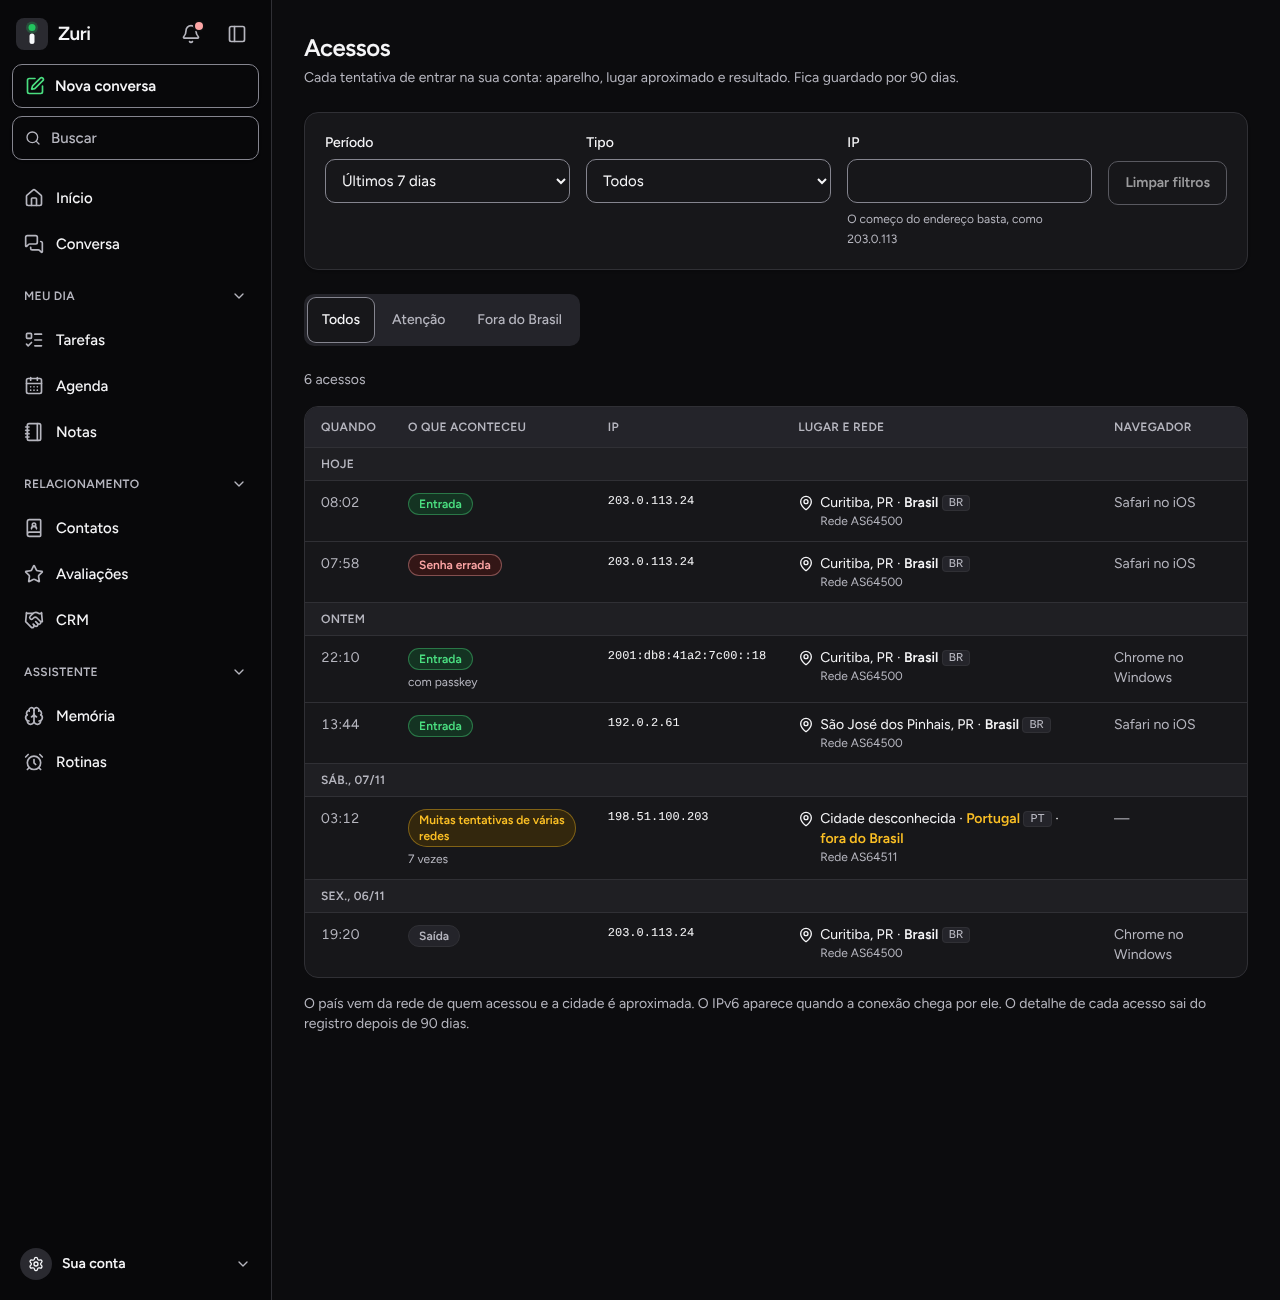 Zuri
Nova conversa
Buscar
Início
Conversa
MEU DIA
Tarefas
Agenda
Notas
RELACIONAMENTO
Contatos
Avaliações
CRM
ASSISTENTE
Memória
Rotinas
Sua conta
Acessos
Cada tentativa de entrar na sua conta: aparelho, lugar aproximado e resultado. Fica guardado por 90 dias.
Período
Tipo
IP
Últimos 7 dias
Todos
Limpar filtros
O começo do endereço basta, como
203.0.113
Todos
Atenção
Fora do Brasil
6 acessos
QUANDO O QUE ACONTECEU IP LUGAR E REDE NAVEGADOR
HOJE
08:02 Entrada 203.0.113.24 Curitiba, PR · Brasil BR Safari no iOS
Rede AS64500
07:58 Senha errada 203.0.113.24 Curitiba, PR · Brasil BR Safari no iOS
Rede AS64500
ONTEM
22:10 Entrada 2001:db8:41a2:7c00::18 Curitiba, PR · Brasil BR Chrome no
com passkey Rede AS64500 Windows
13:44 Entrada 192.0.2.61 São José dos Pinhais, PR · Brasil BR Safari no iOS
Rede AS64500
SÁB., 07/11
03:12 Muitas tentativas de várias 198.51.100.203 Cidade desconhecida · Portugal PT · —
redes fora do Brasil
7 vezes Rede AS64511
SEX., 06/11
19:20 Saída 203.0.113.24 Curitiba, PR · Brasil BR Chrome no
Rede AS64500 Windows
O país vem da rede de quem acessou e a cidade é aproximada. O IPv6 aparece quando a conexão chega por ele. O detalhe de cada acesso sai do
registro depois de 90 dias.